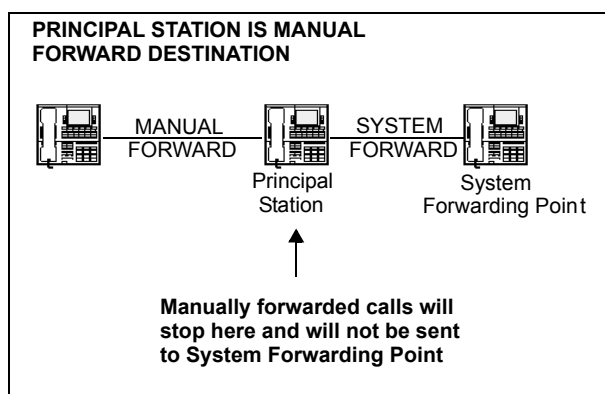 PRINCIPAL STATION IS MANUAL
FORWARD DESTINATION
MANUAL
FORWARD
SYSTEM
FORWARD
Principal
Station
System
Forwarding Point
Manually forwarded calls will
stop here and will not be sent
to System Forwarding Point